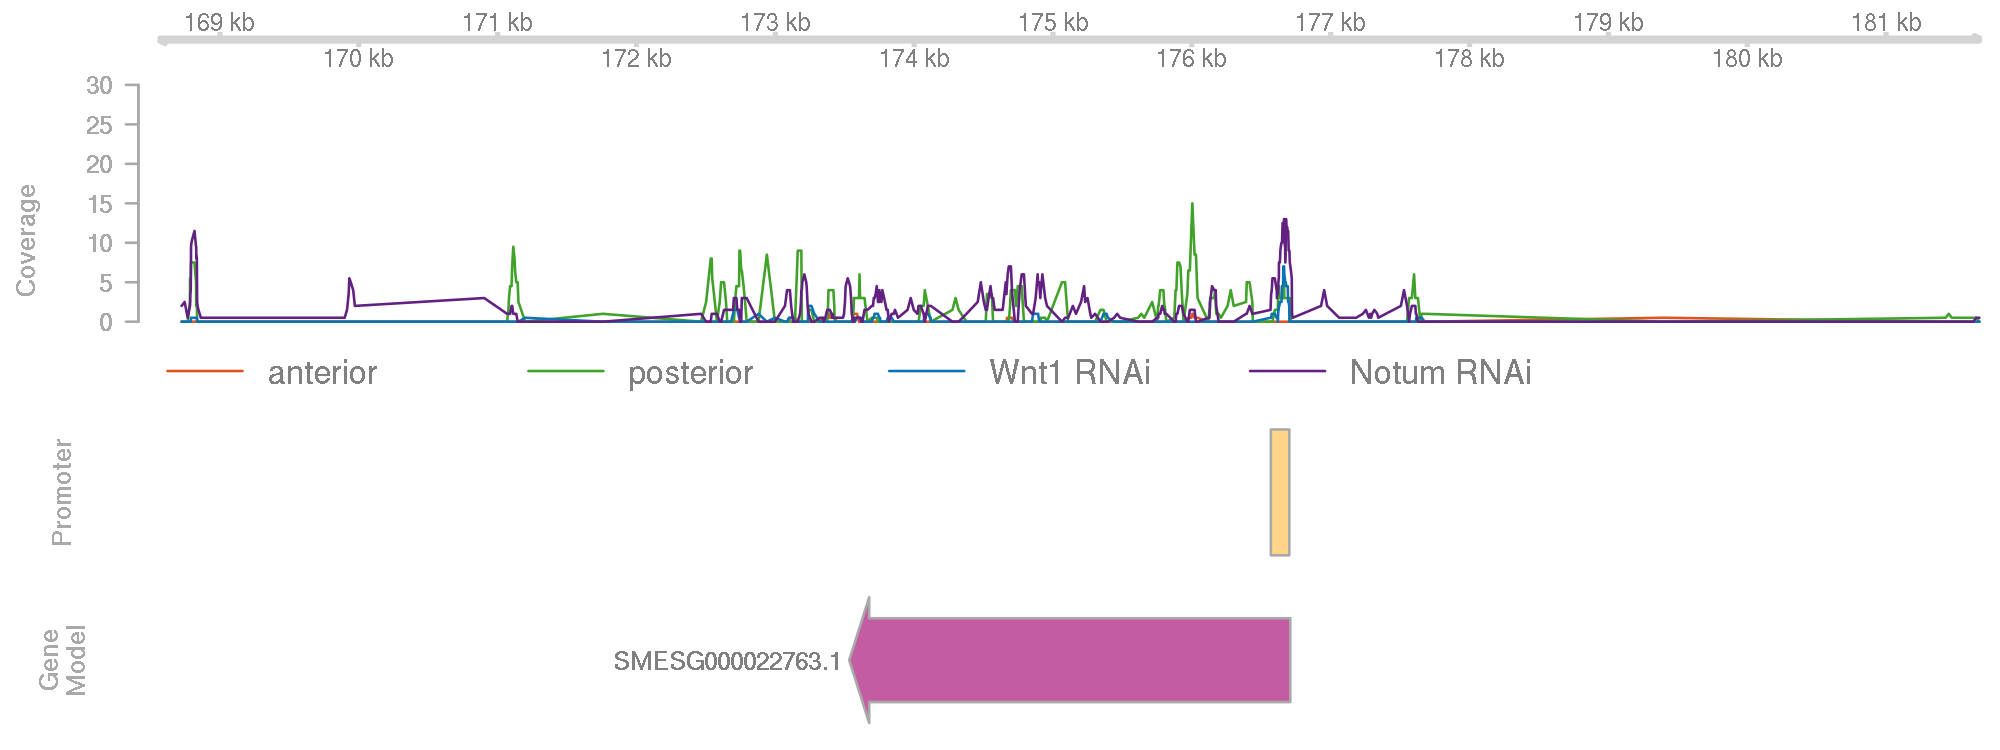 169 kb 171 kb 173 kb 175 kb 177 kb 179 kb 181 kb
170 kb 172 kb 174 kb 176 kb 178 kb 180 kb
Coverage
30
25
20
15
10
5
0
anterior posterior Wnt1 RNAi Notum RNAi
Promoter
Gene
Model
SMESG000022763.1